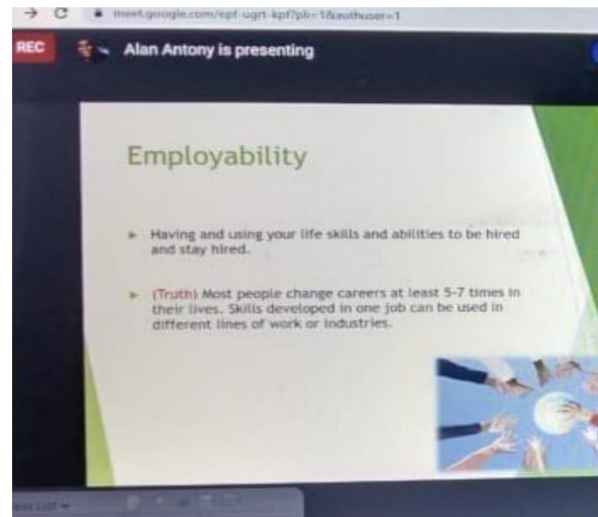 meet.google.com/epf-ugrt-kpf?pli=1&authuser=1
REC
Alan Antony is presenting
Employability
Having and using your life skills and abilities to be hired
and stay hired.
(Truth) Most people change careers at least 5-7 times in
their lives. Skills developed in one job can be used in
different lines of work or industries.